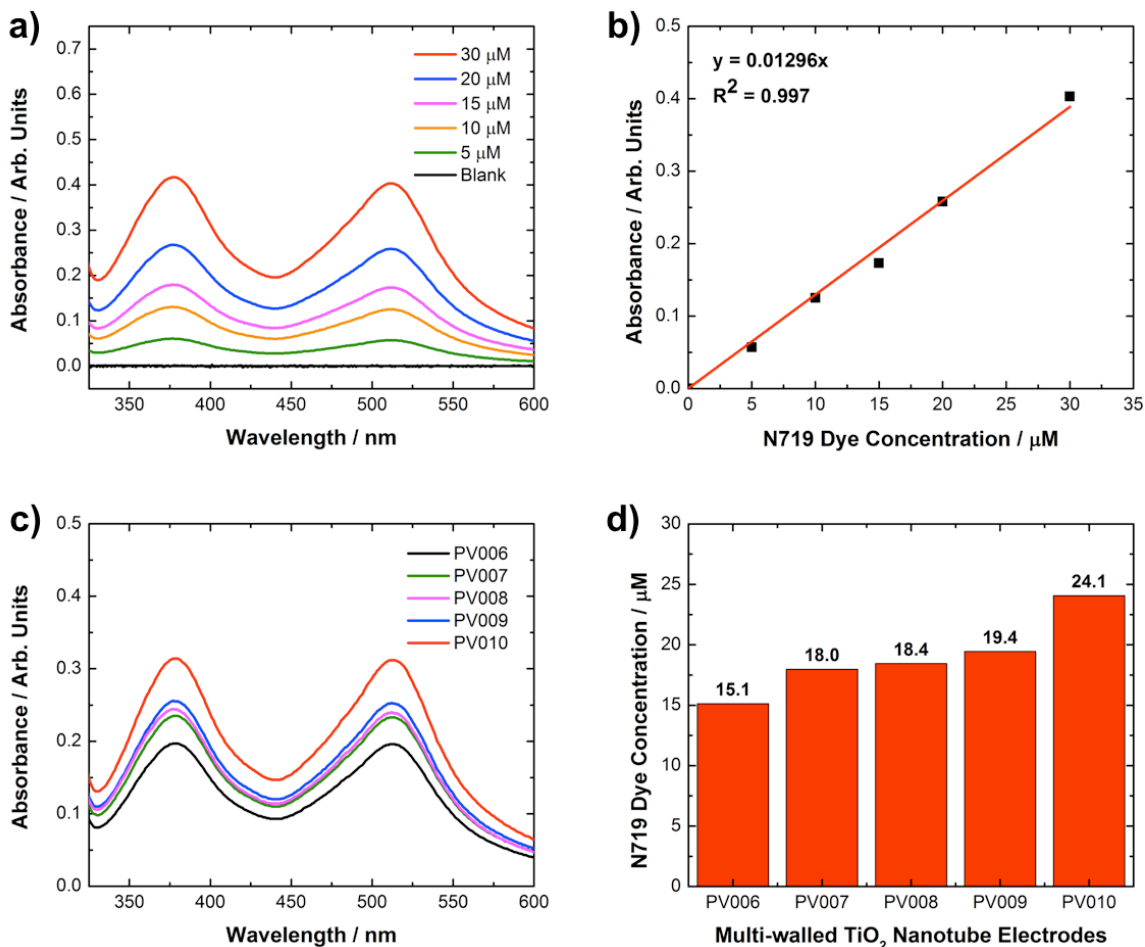 a)
0.7
0.6
0.5
0.4
0.3
0.2
0.1
0.0
Absorbance / Arb. Units
30 μM
20 μM
15 μM
10 μM
5 μM
Blank
350 400 450 500 550 600
Wavelength / nm
b)
y = 0.01296x
R² = 0.997
0.5
0.4
0.3
0.2
0.1
0.0
Absorbance / Arb. Units
0 5 10 15 20 25 30 35
N719 Dye Concentration / μM
c)
0.5
0.4
0.3
0.2
0.1
0.0
Absorbance / Arb. Units
PV006
PV007
PV008
PV009
PV010
350 400 450 500 550 600
Wavelength / nm
d)
30
25
20
15
10
5
0
N719 Dye Concentration / μM
15.1 18.0 18.4 19.4 24.1
PV006 PV007 PV008 PV009 PV010
Multi-walled TiO₂ Nanotube Electrodes